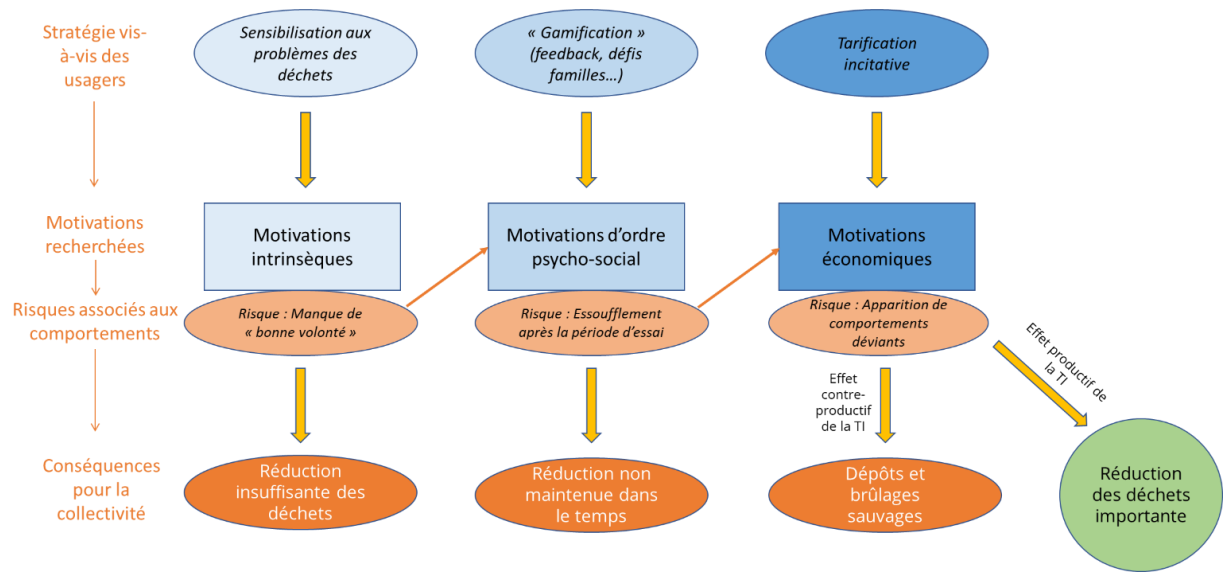 Stratégie vis-
à-vis des
usagers
Sensibilisation aux
problèmes des
déchets
« Gamification »
(feedback, défis
familles…)
Tarification
incitative
Motivations
recherchées
Motivations
intrinsèques
Motivations d’ordre
psycho-social
Motivations
économiques
Risques associés aux
comportements
Risque : Manque de
« bonne volonté »
Risque : Essoufflement
après la période d’essai
Risque : Apparition de
comportements
déviants
Effet
contre-
productif
de la TI
Effet productif de
la TI
Conséquences
pour la
collectivité
Réduction
insuffisante des
déchets
Réduction non
maintenue dans
le temps
Dépôts et
brûlages
sauvages
Réduction
des déchets
importante